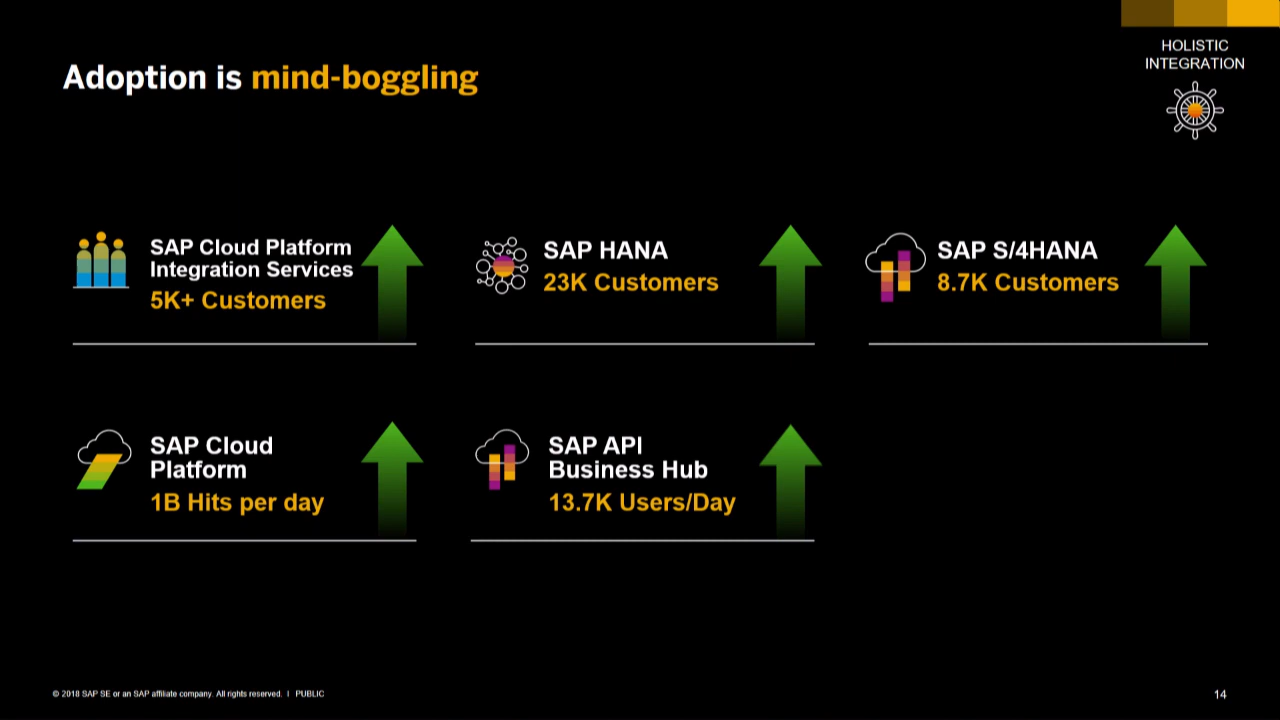 HOLISTIC
INTEGRATION
Adoption is mind-boggling
SAP Cloud Platform
Integration Services
5K+ Customers
SAP HANA
23K Customers
SAP S/4HANA
8.7K Customers
SAP Cloud
Platform
1B Hits per day
SAP API
Business Hub
13.7K Users/Day
© 2018 SAP SE or an SAP affiliate company. All rights reserved. | PUBLIC
14